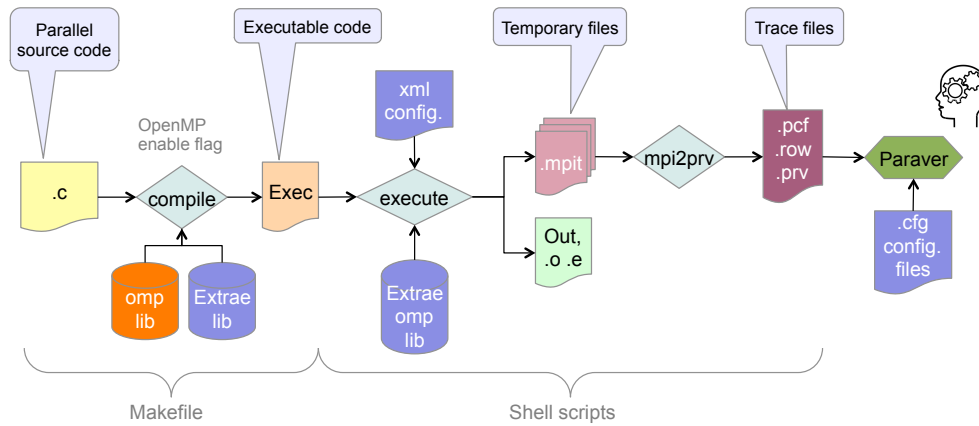 Parallel
source code
Executable code
Temporary files
Trace files
xml
config.
OpenMP
enable flag
.c
compile
Exec
execute
.mpit
mpi2prv
.pcf
.row
.prv
Paraver
Out,
.o .e
.cfg
config.
files
omp
lib
Extrae
lib
Extrae
omp
lib
Makefile
Shell scripts